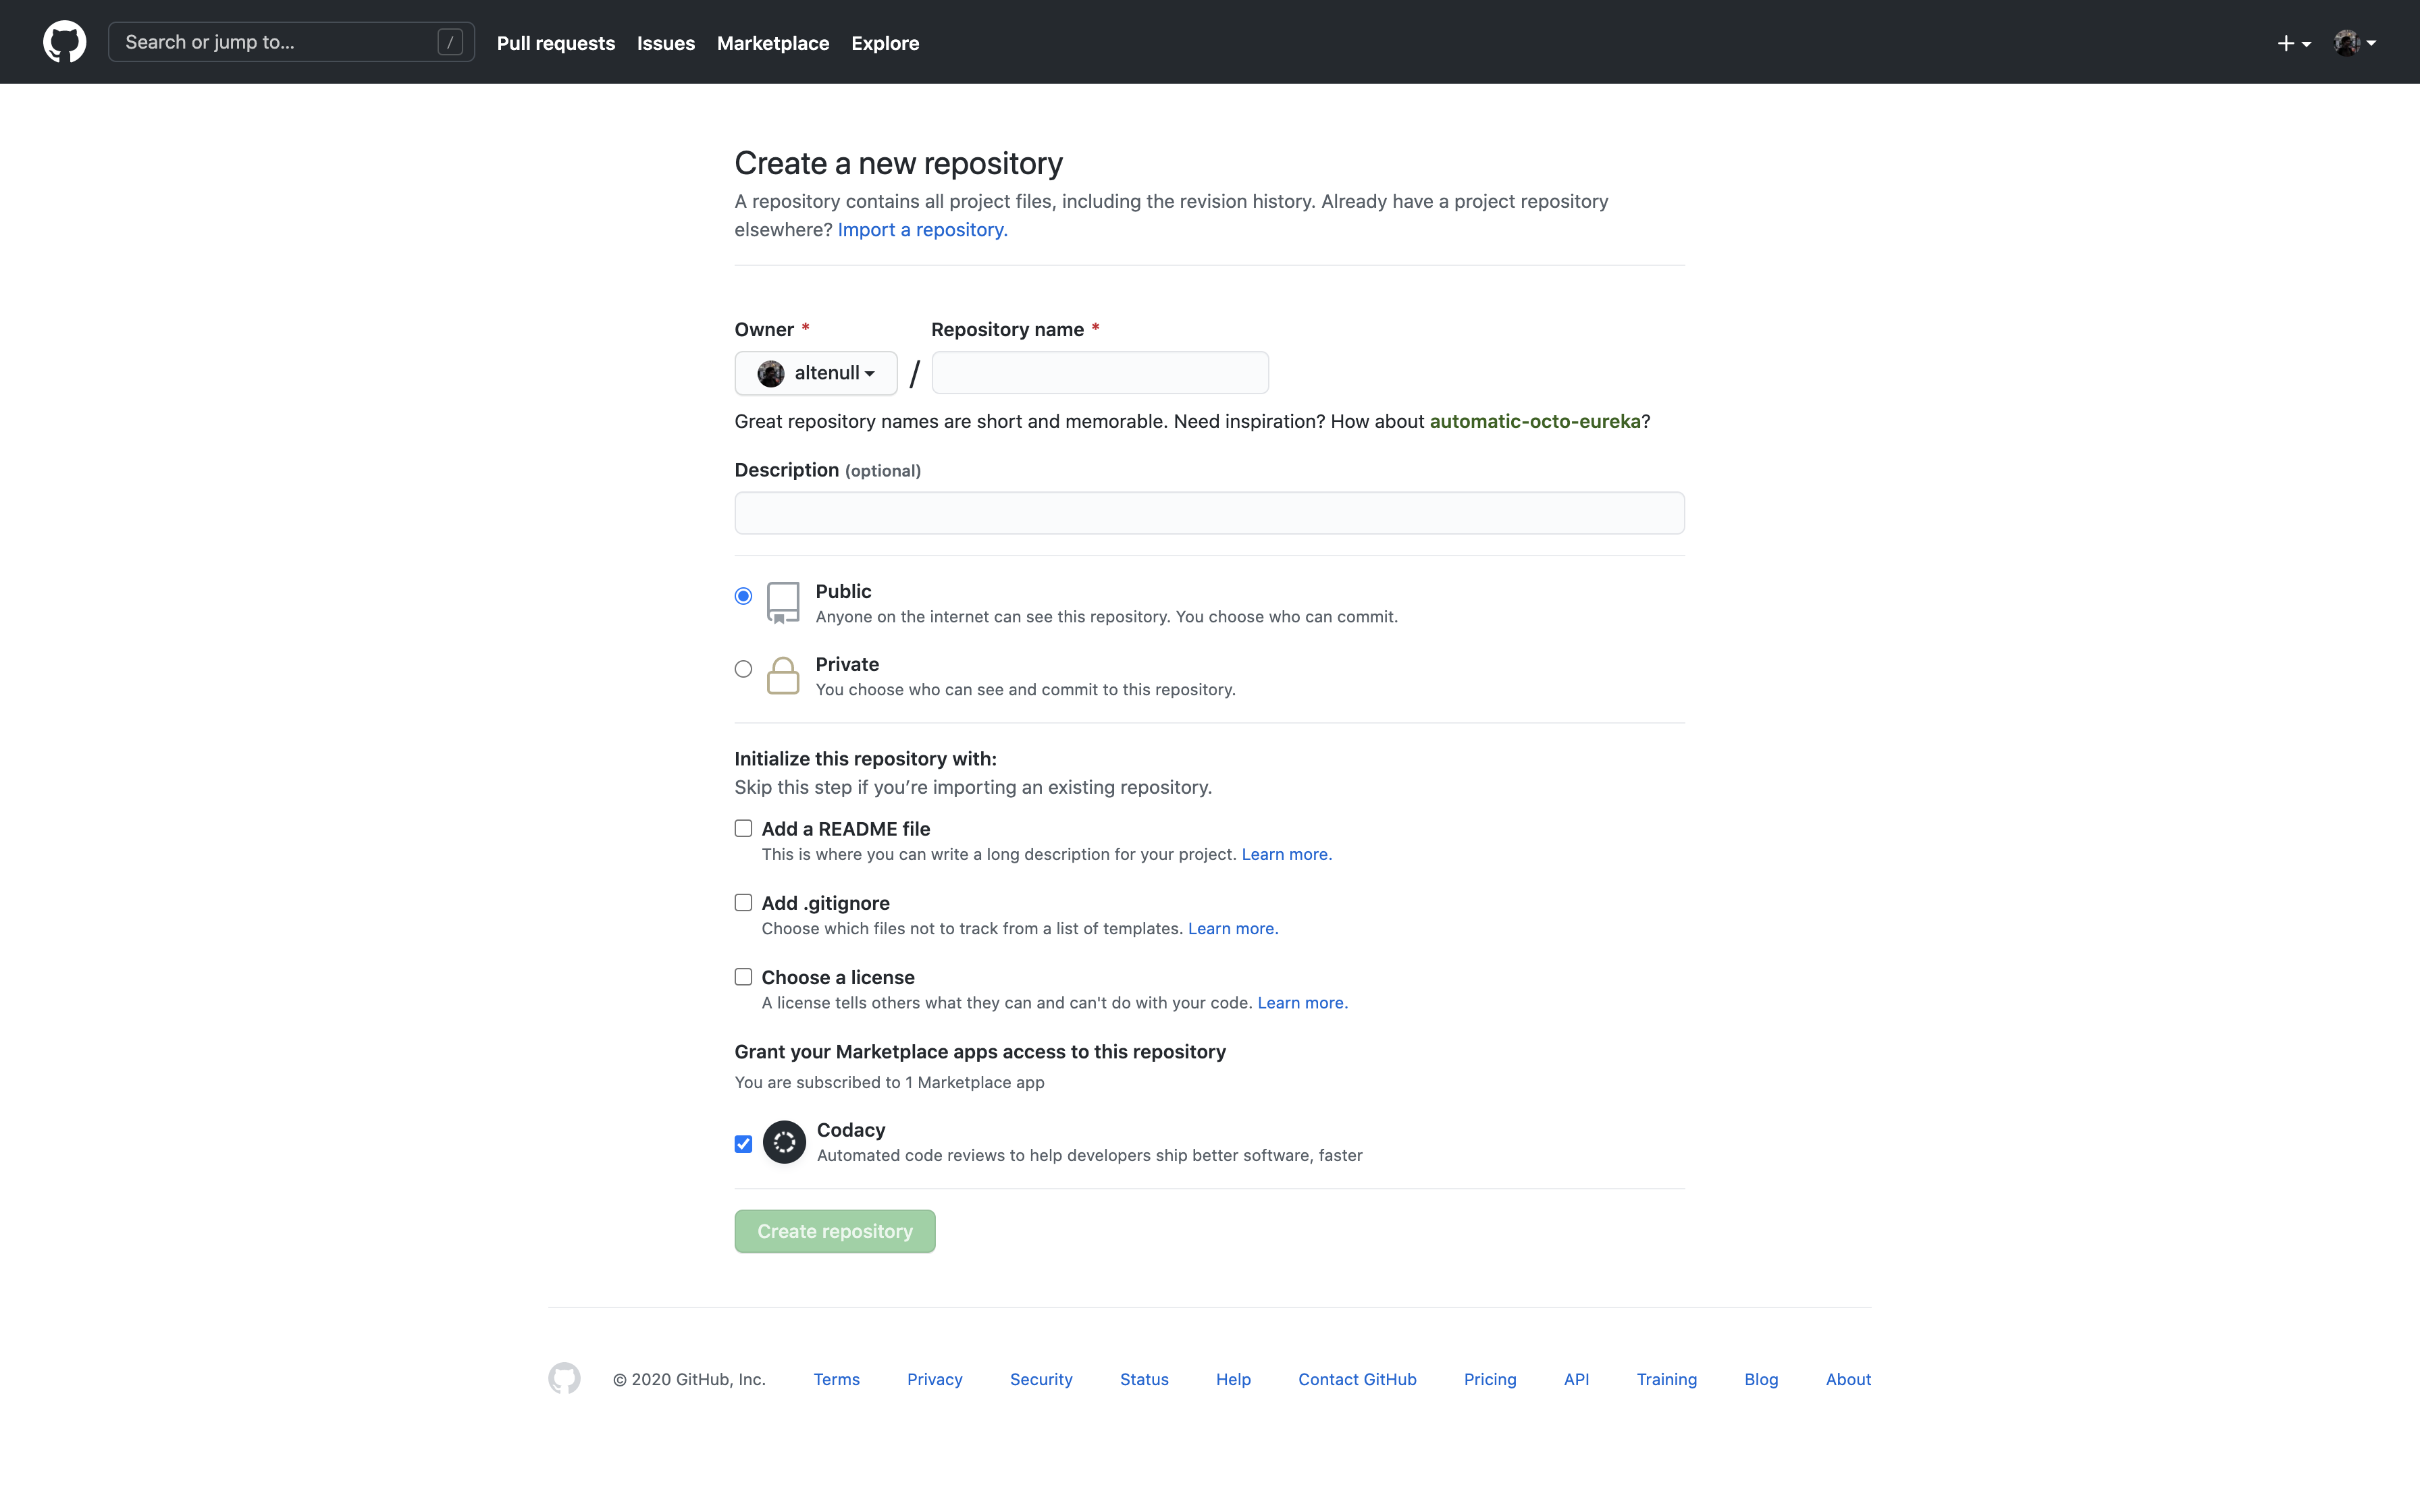 Search or jump to... /
Pull requests Issues Marketplace Explore
Create a new repository
A repository contains all project files, including the revision history. Already have a project repository
elsewhere? Import a repository.
Owner * Repository name *
altenull /
Great repository names are short and memorable. Need inspiration? How about automatic-octo-eureka?
Description (optional)
Public
Anyone on the internet can see this repository. You choose who can commit.
Private
You choose who can see and commit to this repository.
Initialize this repository with:
Skip this step if you’re importing an existing repository.
Add a README file
This is where you can write a long description for your project. Learn more.
Add .gitignore
Choose which files not to track from a list of templates. Learn more.
Choose a license
A license tells others what they can and can't do with your code. Learn more.
Grant your Marketplace apps access to this repository
You are subscribed to 1 Marketplace app
Codacy
Automated code reviews to help developers ship better software, faster
Create repository
© 2020 GitHub, Inc. Terms Privacy Security Status Help Contact GitHub Pricing API Training Blog About